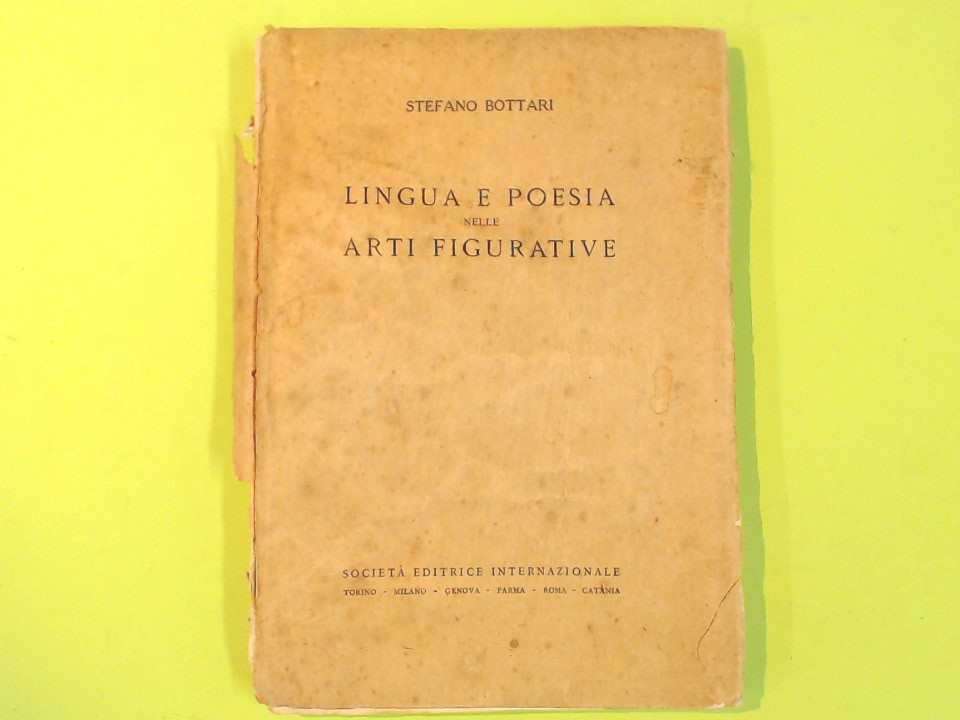 STEFANO BOTTARI
LINGUA E POESIA
NELLE
ARTI FIGURATIVE
SOCIETÀ EDITRICE INTERNAZIONALE
TORINO - MILANO - GENOVA - PARMA - ROMA - CATANIA